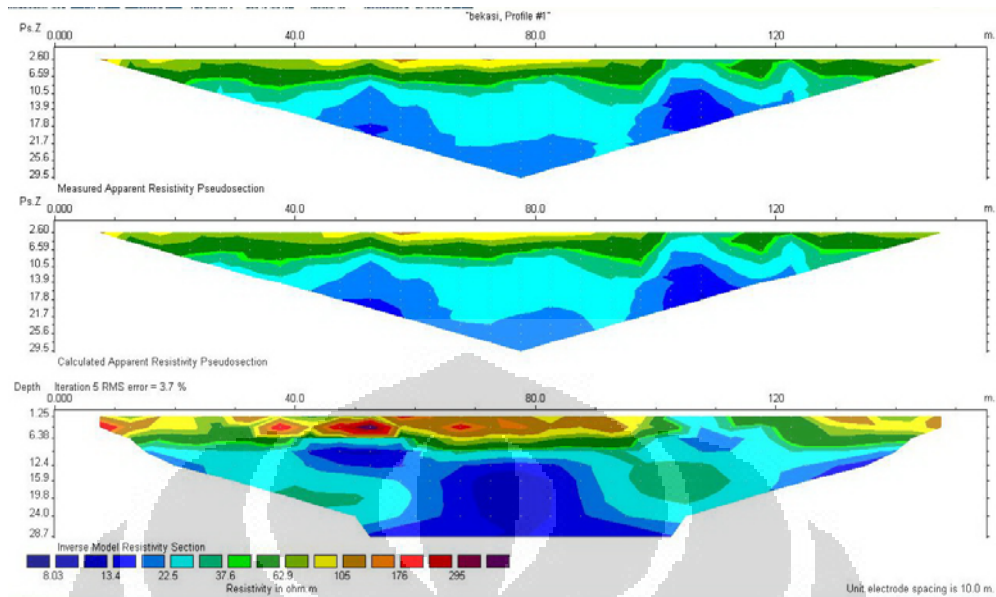 "bekasi, Profile #1"
Ps.Z 0.000 40.0 80.0 120 m.
2.60
6.59
10.5
13.9
17.8
21.7
25.6
29.5
Measured Apparent Resistivity Pseudosection
Ps.Z 0.000 40.0 80.0 120 m.
2.60
6.59
10.5
13.9
17.8
21.7
25.6
29.5
Calculated Apparent Resistivity Pseudosection
Depth Iteration 5 RMS error = 3.7 %
0.000 40.0 80.0 120 m.
1.25
6.38
12.4
15.9
19.8
24.0
28.7
Inverse Model Resistivity Section
8.03 13.4 22.5 37.6 62.9 105 176 295
Resistivity in ohm.m
Unit electrode spacing is 10.0 m.